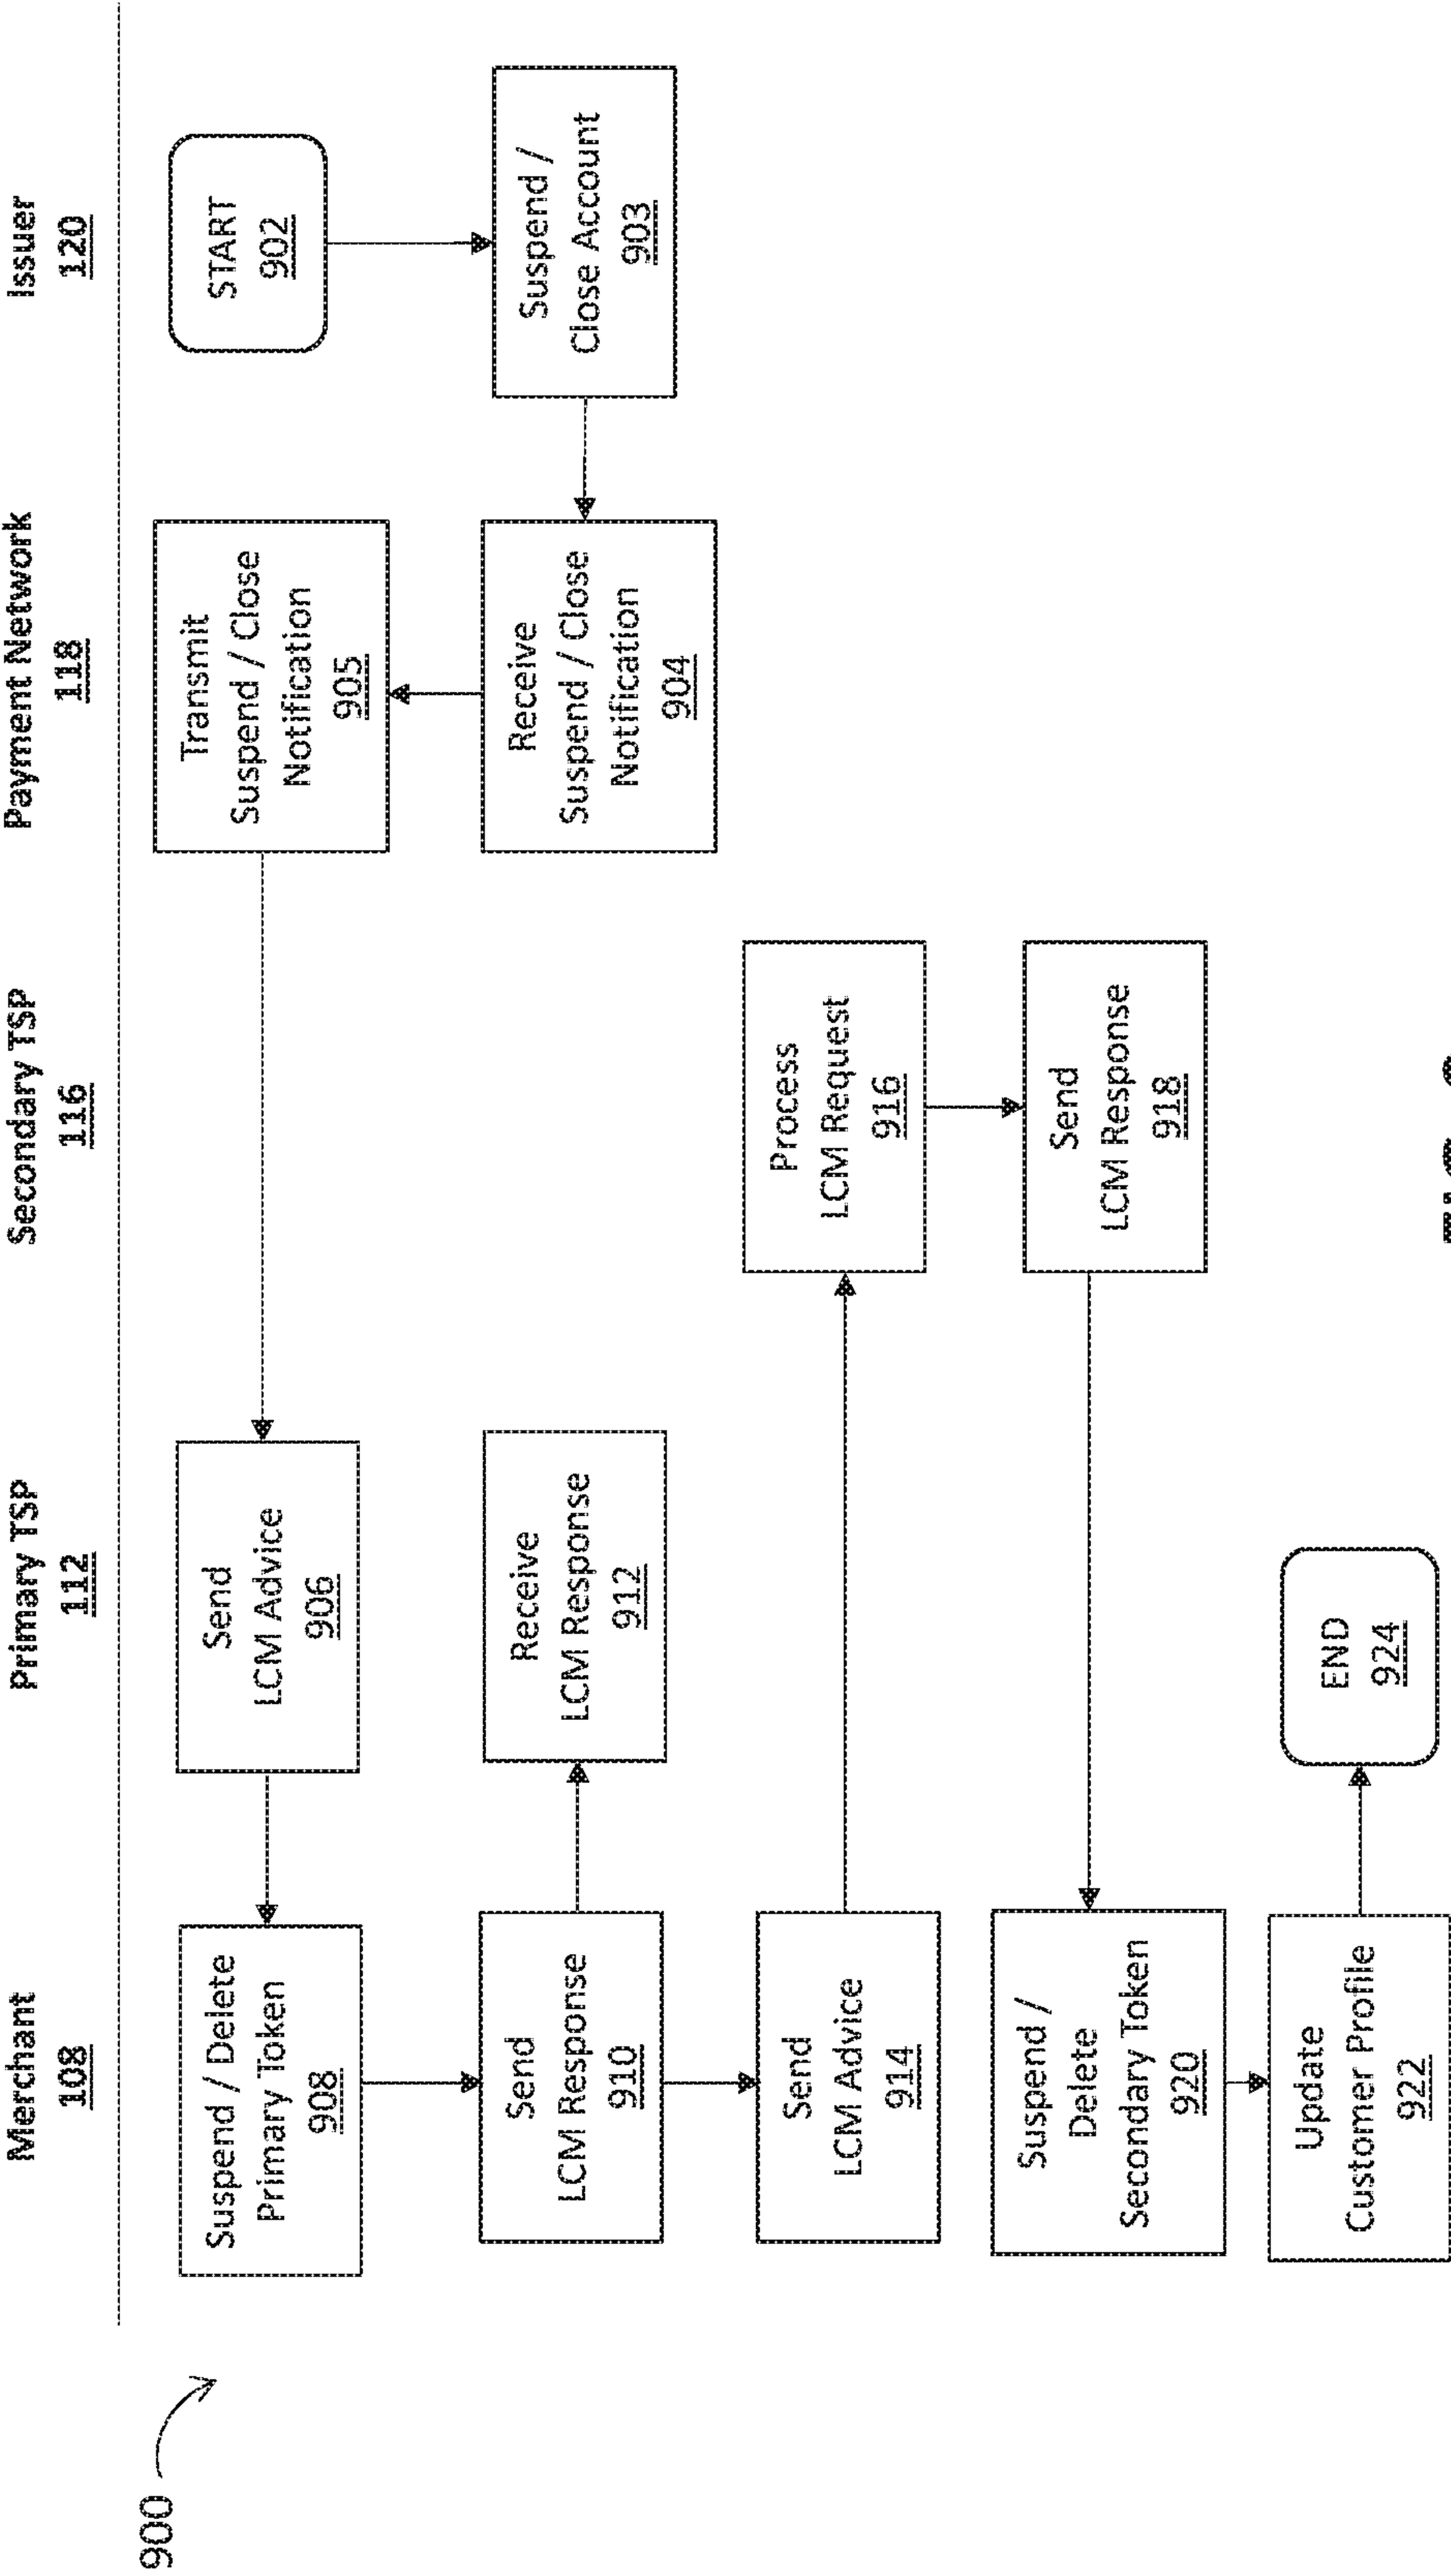 900
Merchant
108
Primary TSP
112
Secondary TSP
116
Payment Network
118
Issuer
120
START
902
Suspend /
Close Account
903
Receive
Suspend / Close
Notification
904
Transmit
Suspend / Close
Notification
905
Send
LCM Advice
906
Suspend / Delete
Primary Token
908
Send
LCM Response
910
Receive
LCM Response
912
Send
LCM Advice
914
Process
LCM Request
916
Send
LCM Response
918
Suspend /
Delete
Secondary Token
920
Update
Customer Profile
922
END
924